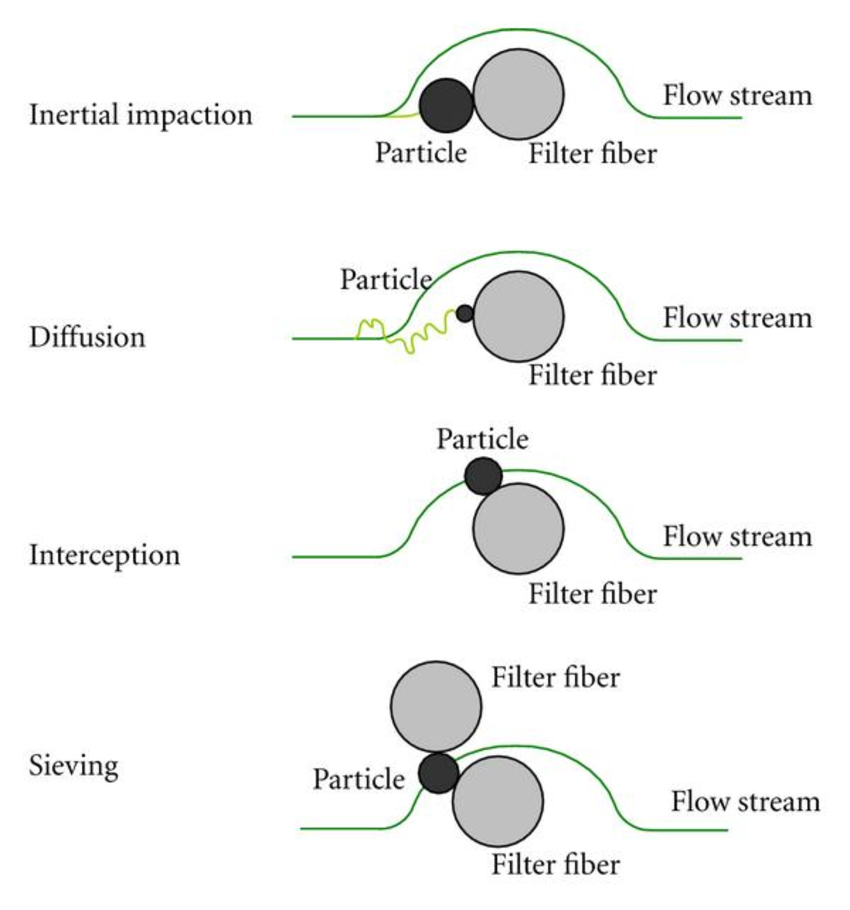 Inertial impaction
Flow stream
Particle
Filter fiber
Particle
Diffusion
Flow stream
Filter fiber
Particle
Interception
Flow stream
Filter fiber
Filter fiber
Sieving
Particle
Flow stream
Filter fiber